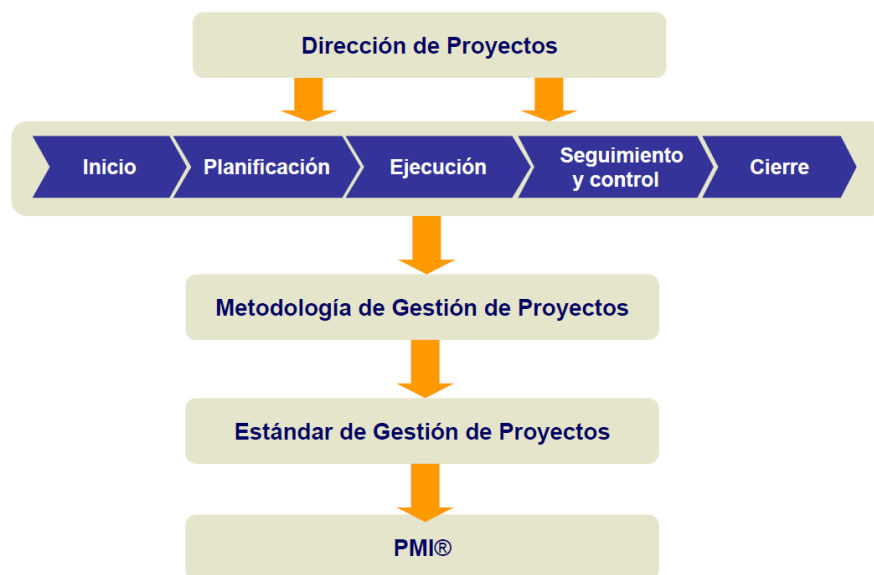 Dirección de Proyectos
Inicio
Planificación
Ejecución
Seguimiento
y control
Cierre
Metodología de Gestión de Proyectos
Estándar de Gestión de Proyectos
PMI®